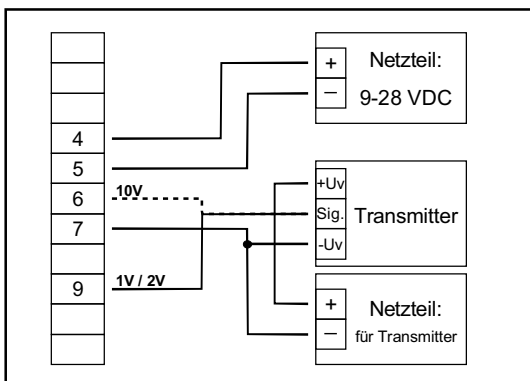 4
5
6
7
9
10V
1V / 2V
+
–
Netzteil:
9-28 VDC
+Uv
Sig.
-Uv
Transmitter
+
–
Netzteil:
für Transmitter